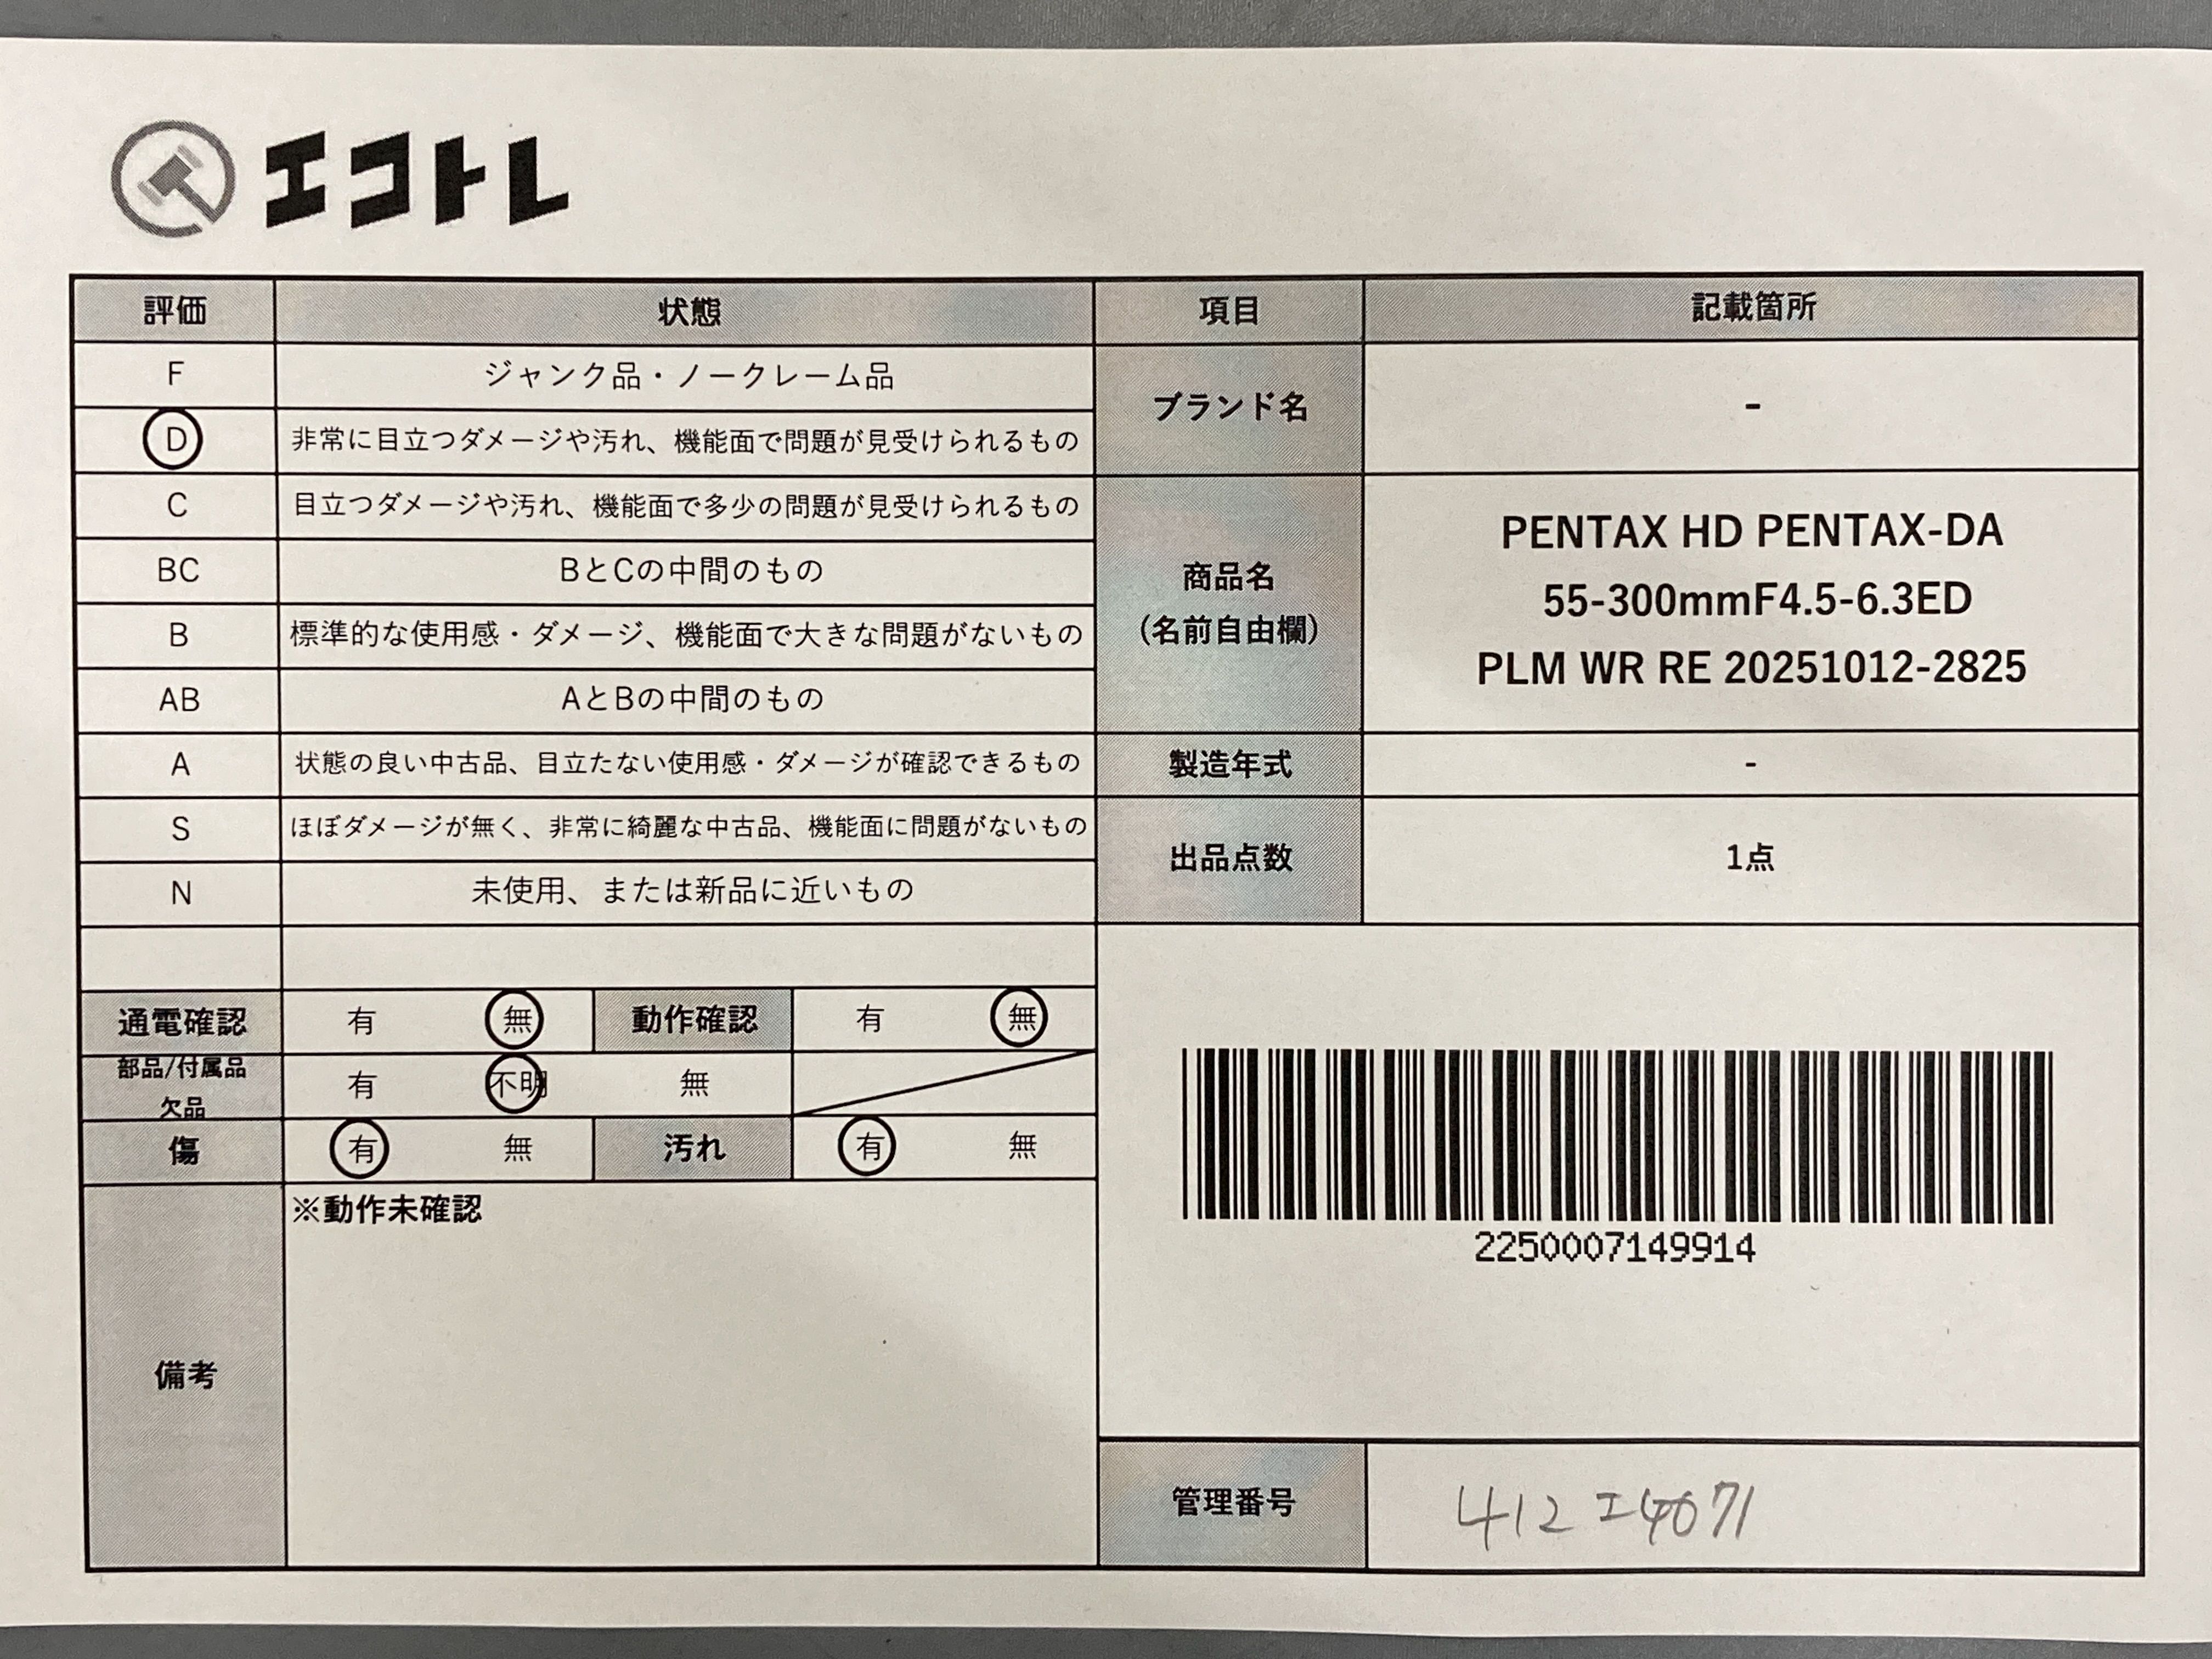 エコトレ
評価 状態 項目 記載箇所
F ジャンク品・ノークレーム品
D 非常に目立つダメージや汚れ、機能面で問題が見受けられるもの
ブランド名 -
C 目立つダメージや汚れ、機能面で多少の問題が見受けられるもの
BC BとCの中間のもの
B 標準的な使用感・ダメージ、機能面で大きな問題がないもの
AB AとBの中間のもの
商品名
(名前自由欄)
PENTAX HD PENTAX-DA
55-300mmF4.5-6.3ED
PLM WR RE 20251012-2825
A 状態の良い中古品、目立たない使用感・ダメージが確認できるもの
製造年式 -
S ほぼダメージが無く、非常に綺麗な中古品、機能面に問題がないもの
N 未使用、または新品に近いもの
出品点数 1点
通電確認 有 無 動作確認 有 無
部品/付属品
欠品
有 不明 無
傷 有 無 汚れ 有 無
備考
※動作未確認
2250007149914
管理番号 412エ4071